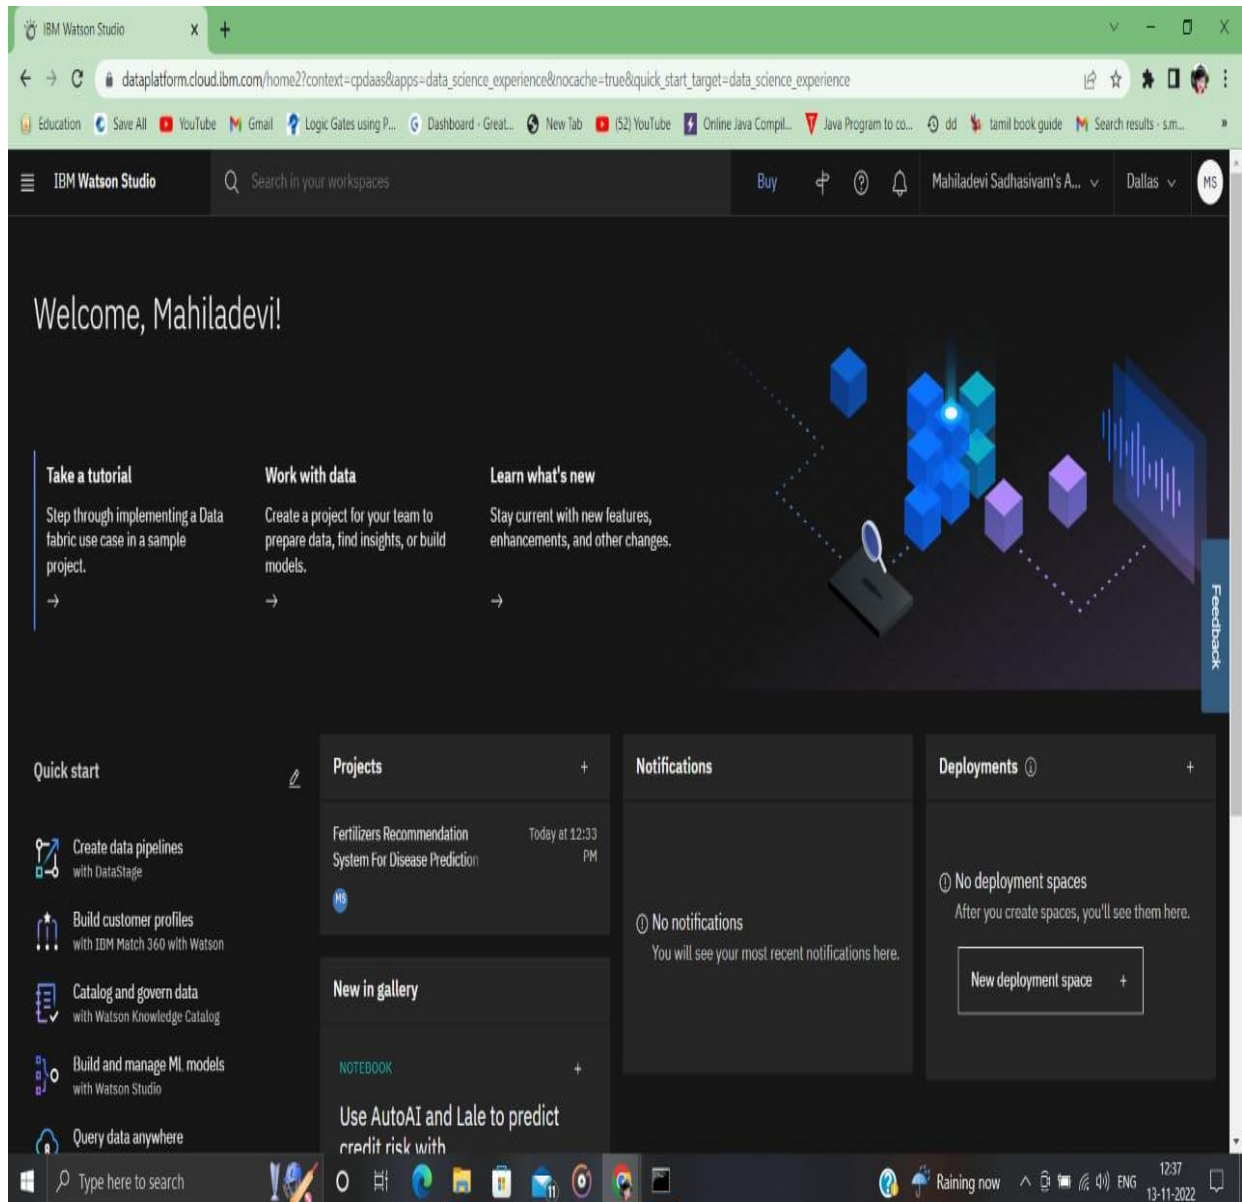 IBM Watson Studio
dataplatform.cloud.ibm.com/home2?context=cpdaas&apps=data_science_experience&nocache=true&quick_start_target=data_science_experience
Education Save All YouTube Gmail Logic Gates using P... Dashboard - Great... New Tab (52) YouTube Online Java Compil... Java Program to co... dd tamil book guide Search results - s.m... »
IBM Watson Studio Search in your workspaces Buy Mahiladevi Sadhasivam's A... Dallas MS
Welcome, Mahiladevi!
Take a tutorial
Step through implementing a Data
fabric use case in a sample
project.
Work with data
Create a project for your team to
prepare data, find insights, or build
models.
Learn what's new
Stay current with new features,
enhancements, and other changes.
Feedback
Quick start
Create data pipelines
with DataStage
Build customer profiles
with IBM Match 360 with Watson
Catalog and govern data
with Watson Knowledge Catalog
Build and manage ML models
with Watson Studio
Query data anywhere
Projects
Fertilizers Recommendation
System For Disease Prediction
Today at 12:33
PM
MS
New in gallery
NOTEBOOK
Use AutoAI and Lale to predict
credit risk with
Notifications
No notifications
You will see your most recent notifications here.
Deployments
No deployment spaces
After you create spaces, you'll see them here.
New deployment space +
Type here to search
11
Raining now
ENG
12:37
13-11-2022